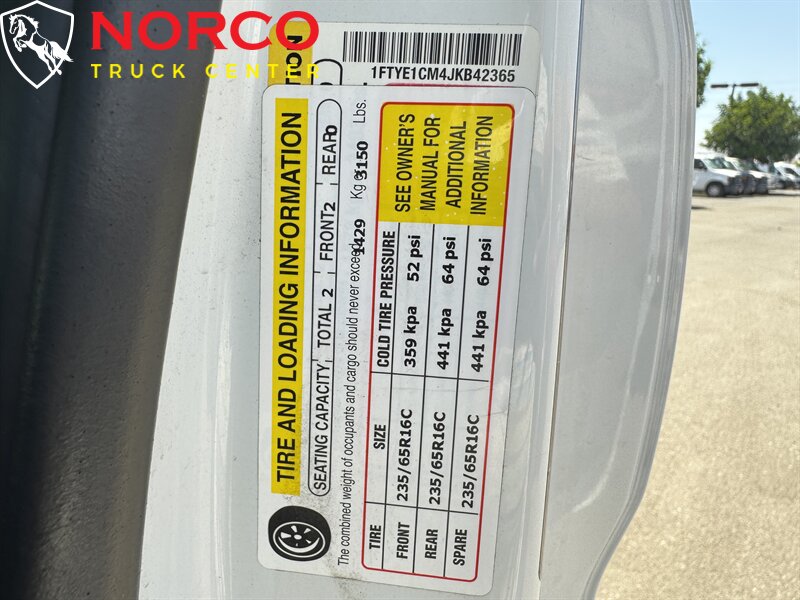 NORCO
TRUCK CENTER
TION
1FTYE1CM4JKB42365
TIRE AND LOADING INFORMATION
SEATING CAPACITY TOTAL 2 FRONT 2 REAR 0
The combined weight of occupants and cargo should never exceed 1429 Kg 3150 Lbs.
TIRE SIZE COLD TIRE PRESSURE
FRONT 235/65R16C 359 kpa 52 psi
REAR 235/65R16C 441 kpa 64 psi
SPARE 235/65R16C 441 kpa 64 psi
SEE OWNER'S
MANUAL FOR
ADDITIONAL
INFORMATION